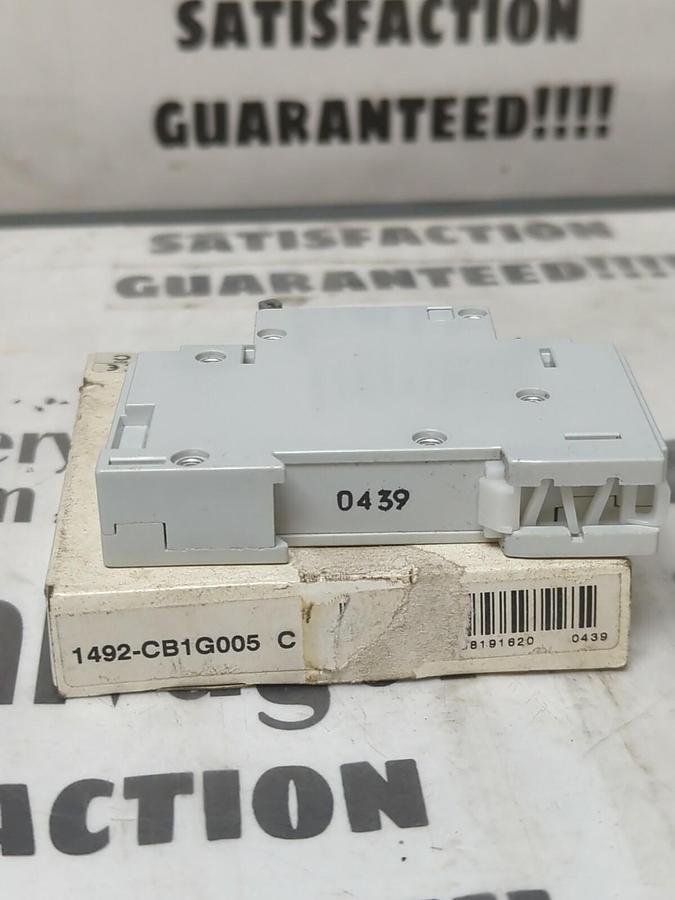 SATISFACTION
GUARANTEED!!!!
SATISFACTION
GUARANTEED!!!!
0439
1492-CB1G005 C
8191620 0439
ACTION